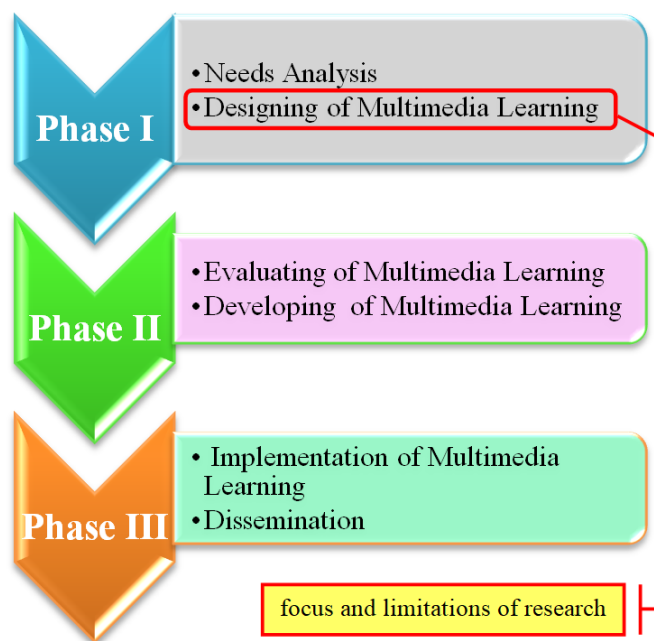 Phase I
•Needs Analysis
•Designing of Multimedia Learning
Phase II
•Evaluating of Multimedia Learning
•Developing of Multimedia Learning
Phase III
• Implementation of Multimedia
Learning
•Dissemination
focus and limitations of research